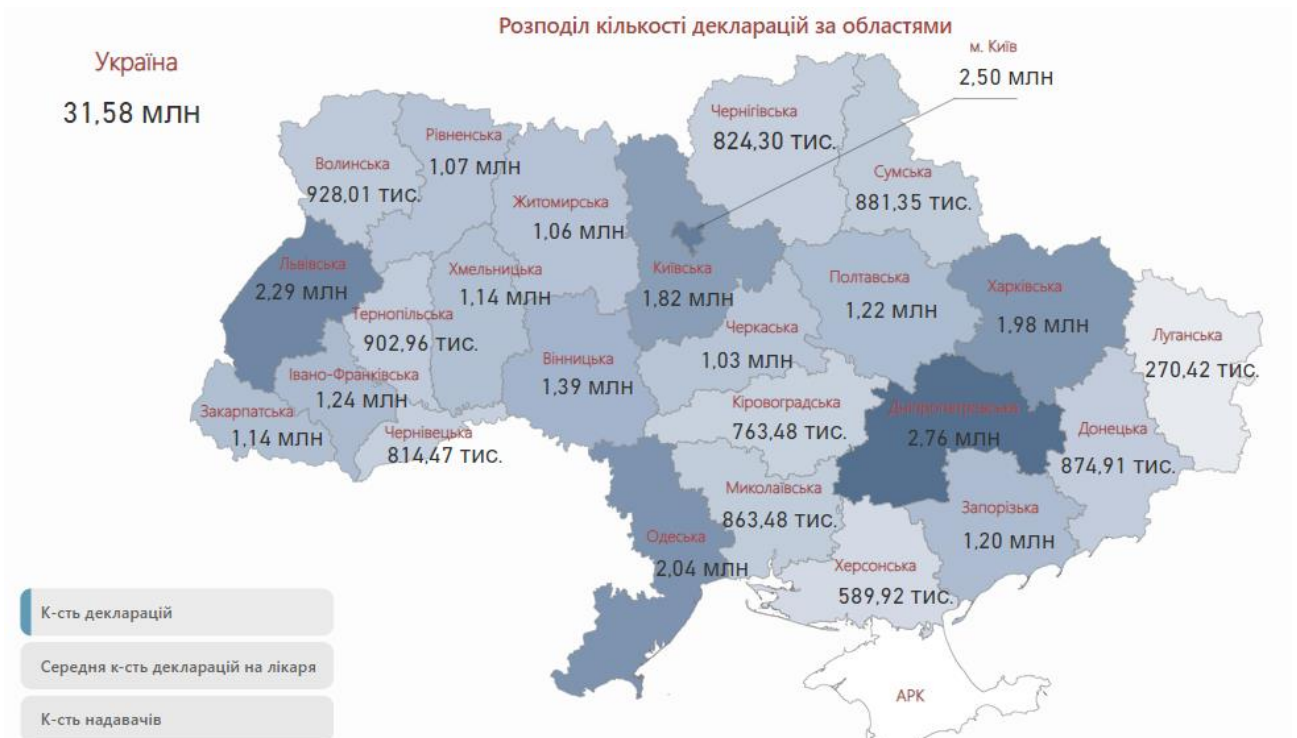 Розподіл кількості декларацій за областями
Україна
31,58 млн
м. Київ
2,50 млн
Чернігівська
824,30 тис.
Рівненська
1,07 млн
Волинська
928,01 тис.
Сумська
881,35 тис.
Житомирська
1,06 млн
Львівська
2,29 млн
Хмельницька
1,14 млн
Київська
1,82 млн
Полтавська
1,22 млн
Харківська
1,98 млн
Тернопільська
902,96 тис.
Черкаська
1,03 млн
Луганська
270,42 тис.
Вінницька
1,39 млн
Івано-Франківська
1,24 млн
Закарпатська
1,14 млн
Чернівецька
814,47 тис.
Кіровоградська
763,48 тис.
Дніпропетровська
2,76 млн
Донецька
874,91 тис.
Миколаївська
863,48 тис.
Запорізька
1,20 млн
Одеська
2,04 млн
Херсонська
589,92 тис.
АРК
К-сть декларацій
Середня к-сть декларацій на лікаря
К-сть надавачів